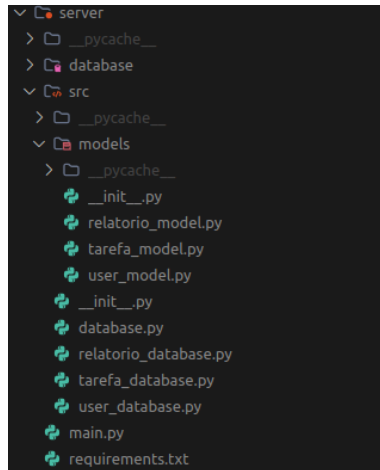 server
__pycache__
database
src
__pycache__
models
__pycache__
__init__.py
relatorio_model.py
tarefa_model.py
user_model.py
__init__.py
database.py
relatorio_database.py
tarefa_database.py
user_database.py
main.py
requirements.txt